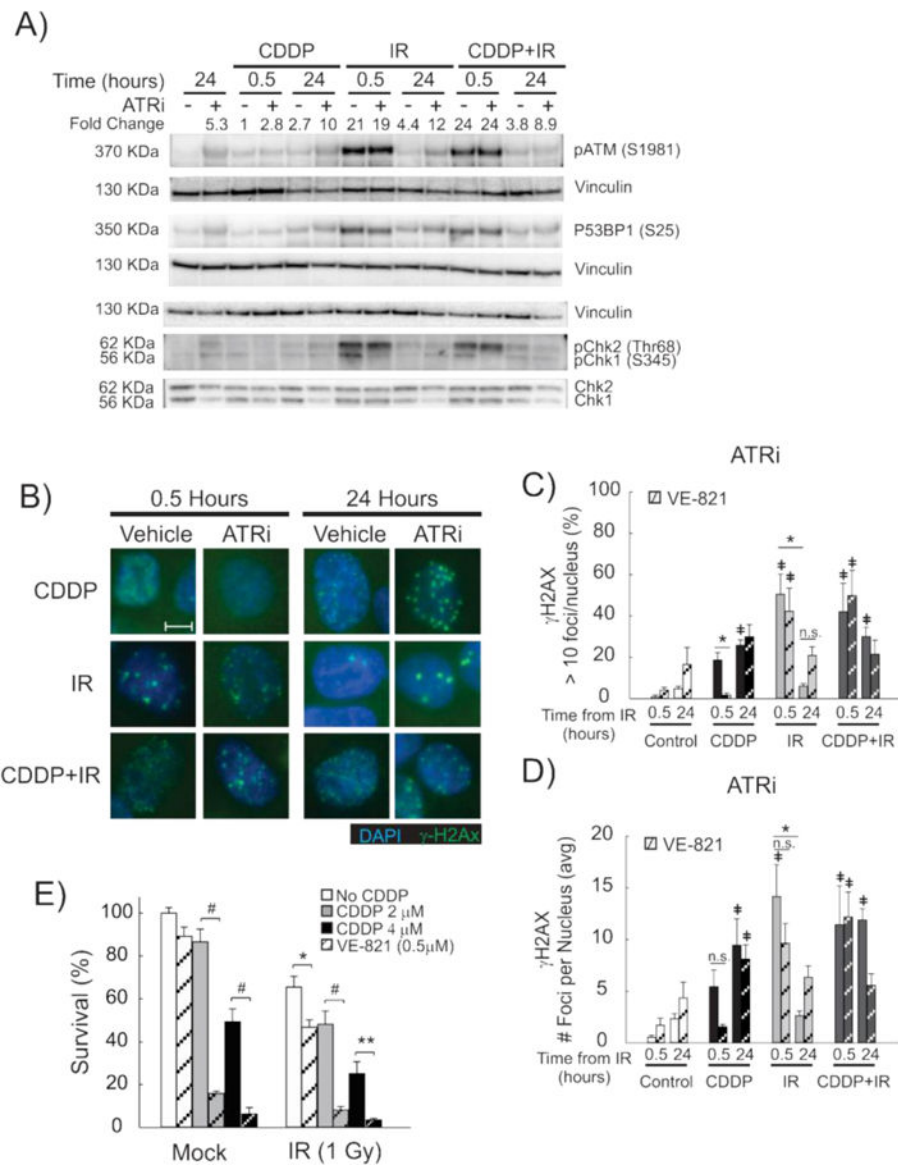 A)
CDDP IR CDDP+IR
Time (hours) 24 0.5 24 0.5 24 0.5 24
ATRi - + - + - + - + - + - + - +
Fold Change 5.3 1 2.8 2.7 10 21 19 4.4 12 24 24 3.8 8.9
370 KDa pATM (S1981)
130 KDa Vinculin
350 KDa P53BP1 (S25)
130 KDa Vinculin
130 KDa Vinculin
62 KDa pChk2 (Thr68)
56 KDa pChk1 (S345)
62 KDa Chk2
56 KDa Chk1
B)
0.5 Hours 24 Hours
Vehicle ATRi Vehicle ATRi
CDDP
IR
CDDP+IR
DAPI γ-H2Ax
C)
ATRi
VE-821
γH2AX
> 10 foci/nucleus (%)
100
80
60
40
20
0
* ‡ ‡ * ‡ n.s. ‡ ‡ ‡
Time from IR (hours)
0.5 24 0.5 24 0.5 24 0.5 24
Control CDDP IR CDDP+IR
D)
ATRi
VE-821
γH2AX
# Foci per Nucleus (avg)
20
15
10
5
0
n.s. ‡ ‡ * n.s. ‡ ‡ ‡ ‡
Time from IR (hours)
0.5 24 0.5 24 0.5 24 0.5 24
Control CDDP IR CDDP+IR
E)
No CDDP
CDDP 2 μM
CDDP 4 μM
VE-821 (0.5μM)
Survival (%)
100
80
60
40
20
0
# # * # **
Mock IR (1 Gy)